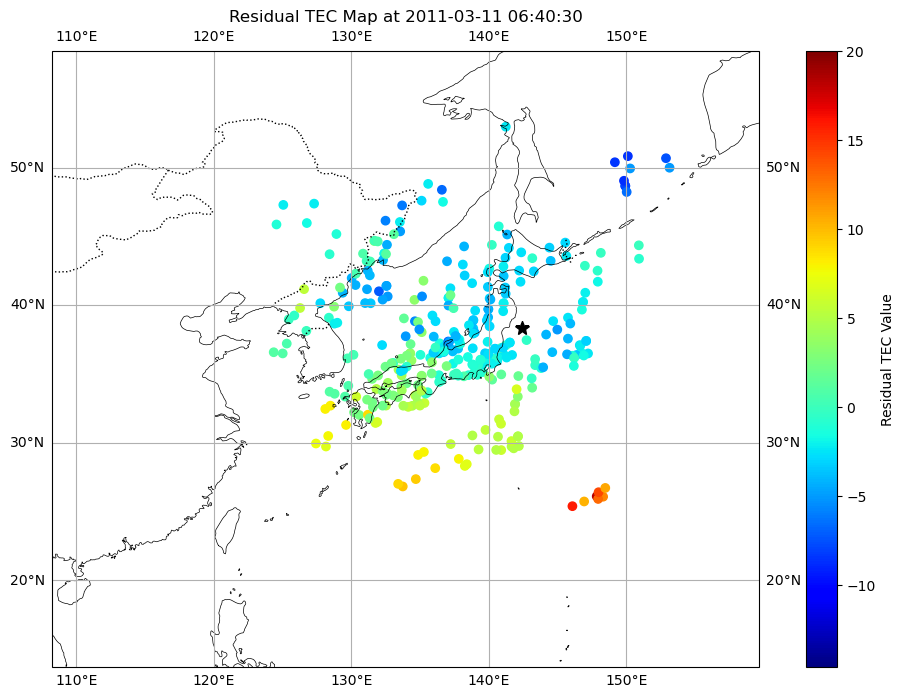 Residual TEC Map at 2011-03-11 06:40:30
110°E 120°E 130°E 140°E 150°E
50°N 50°N
40°N 40°N
30°N 30°N
20°N 20°N
110°E 120°E 130°E 140°E 150°E
20
15
10
5
0
−5
−10
Residual TEC Value